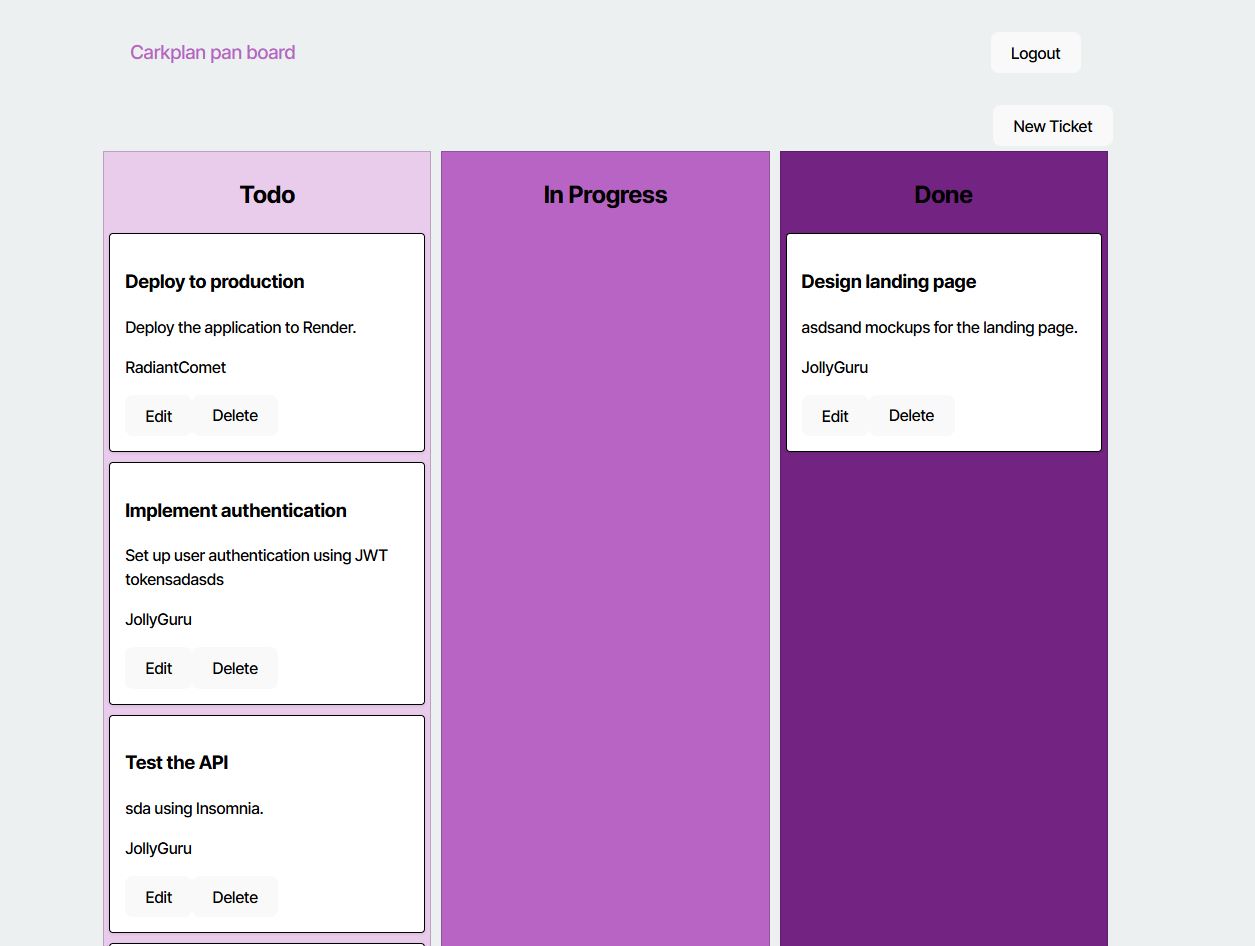 Carkplan pan board
Logout
New Ticket
Todo
Deploy to production
Deploy the application to Render.
RadiantComet
Edit Delete
Implement authentication
Set up user authentication using JWT
tokensadasds
JollyGuru
Edit Delete
Test the API
sda using Insomnia.
JollyGuru
Edit Delete
In Progress
Done
Design landing page
asdsand mockups for the landing page.
JollyGuru
Edit Delete